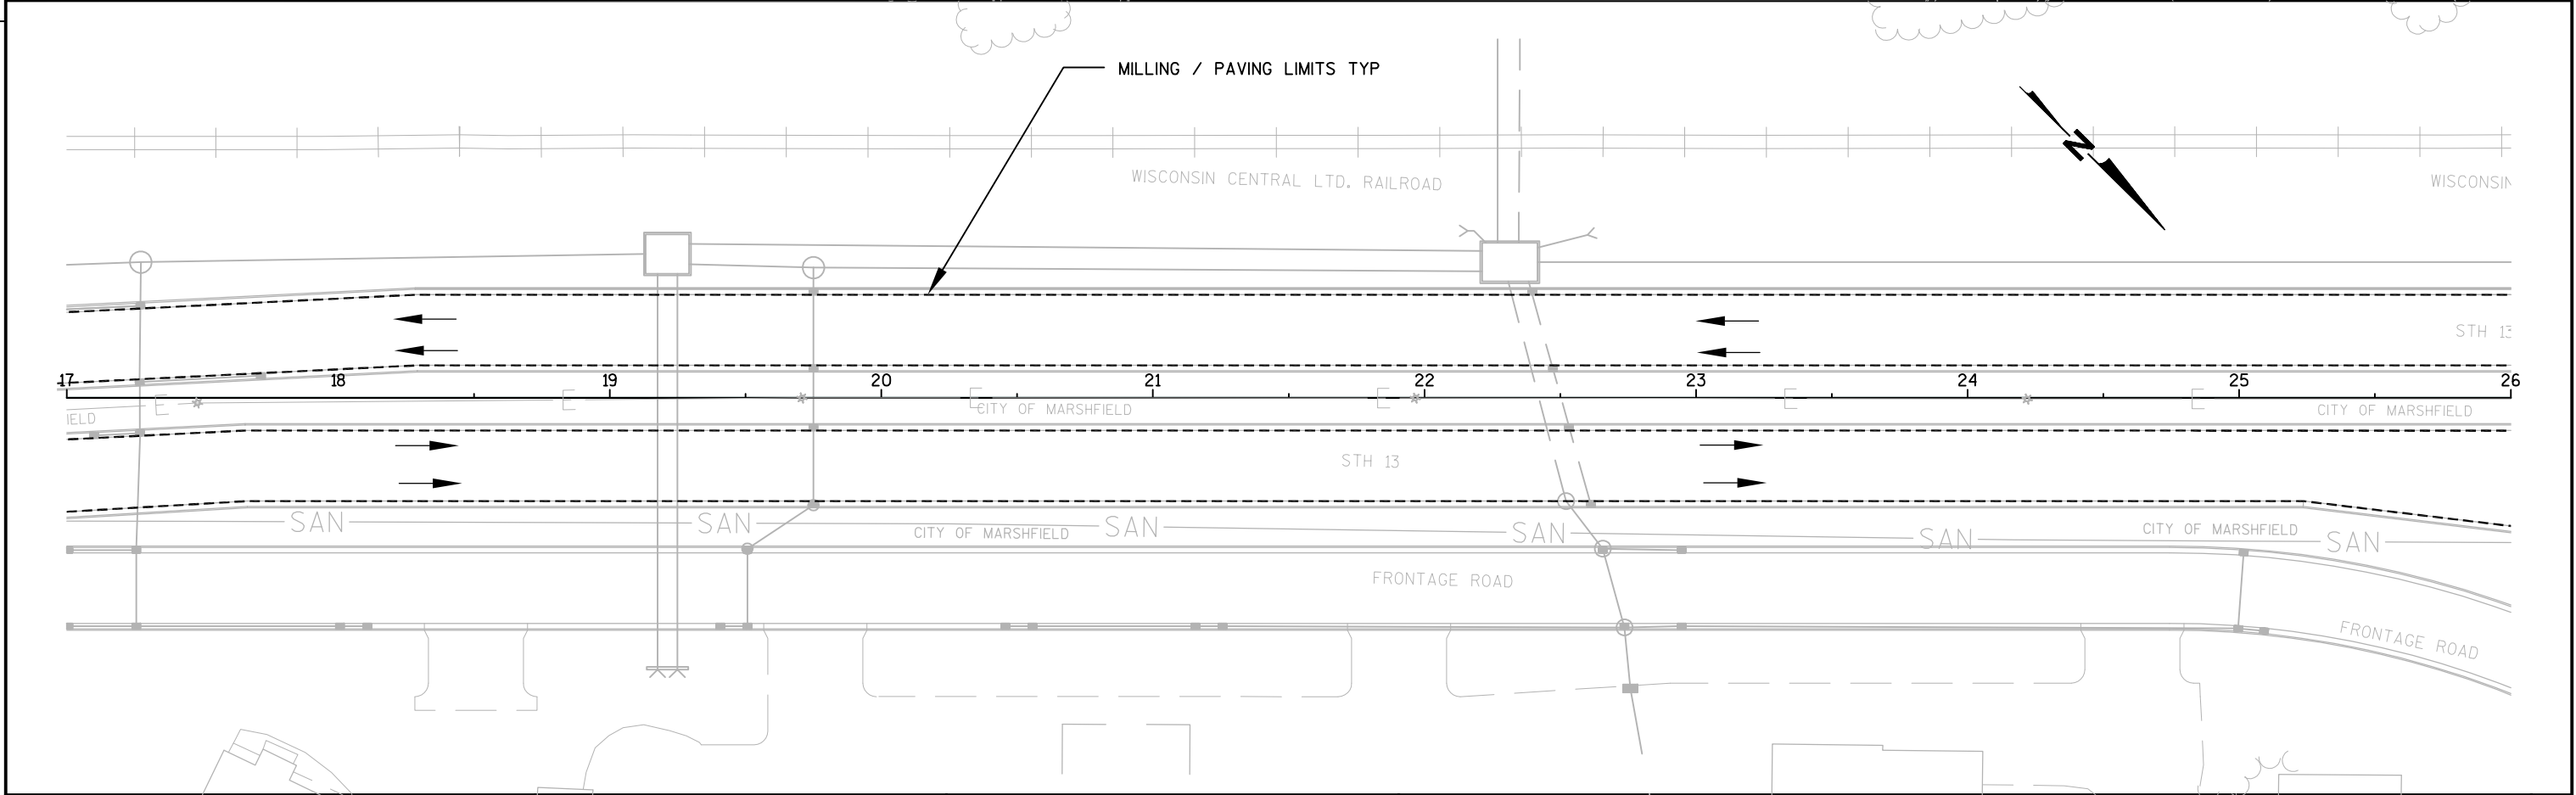 MILLING / PAVING LIMITS TYP
N
WISCONSIN CENTRAL LTD. RAILROAD
WISCONSIN
STH 13
17 18 19 20 21 22 23 24 25 26
E E E E E E
IELD
CITY OF MARSHFIELD
CITY OF MARSHFIELD
STH 13
SAN SAN SAN SAN SAN SAN
CITY OF MARSHFIELD
CITY OF MARSHFIELD
FRONTAGE ROAD
FRONTAGE ROAD